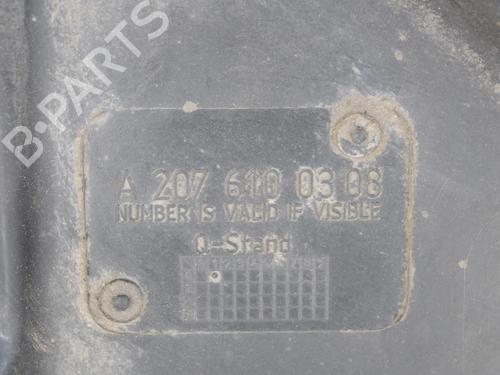 B-PARTS
A 207 610 03 08
NUMBER IS VALID IF VISIBLE
Q-Stand